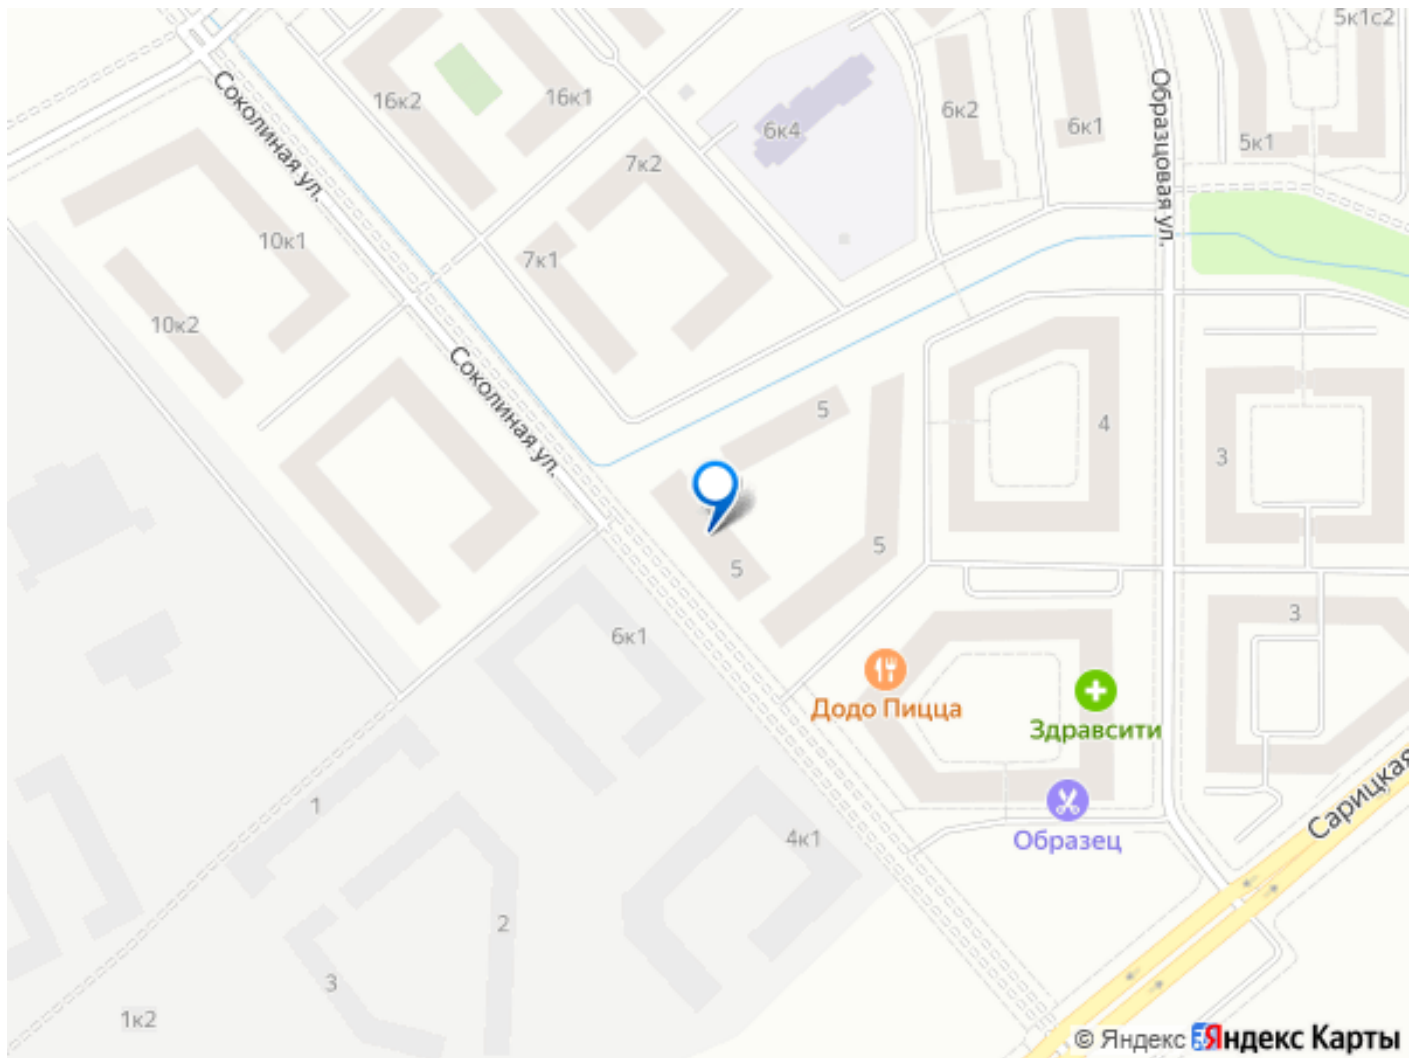 5к1с2
Соколиная ул.
16к2
16к1
6к4
6к2
6к1
Образцовая ул.
5к1
7к2
10к1
7к1
10к2
Соколиная ул.
5
4
3
5
5
3
6к1
Додо Пицца
Здравсити
1
4к1
Образец
Сарицкая
2
3
1к2
© Яндекс Яндекс Карты